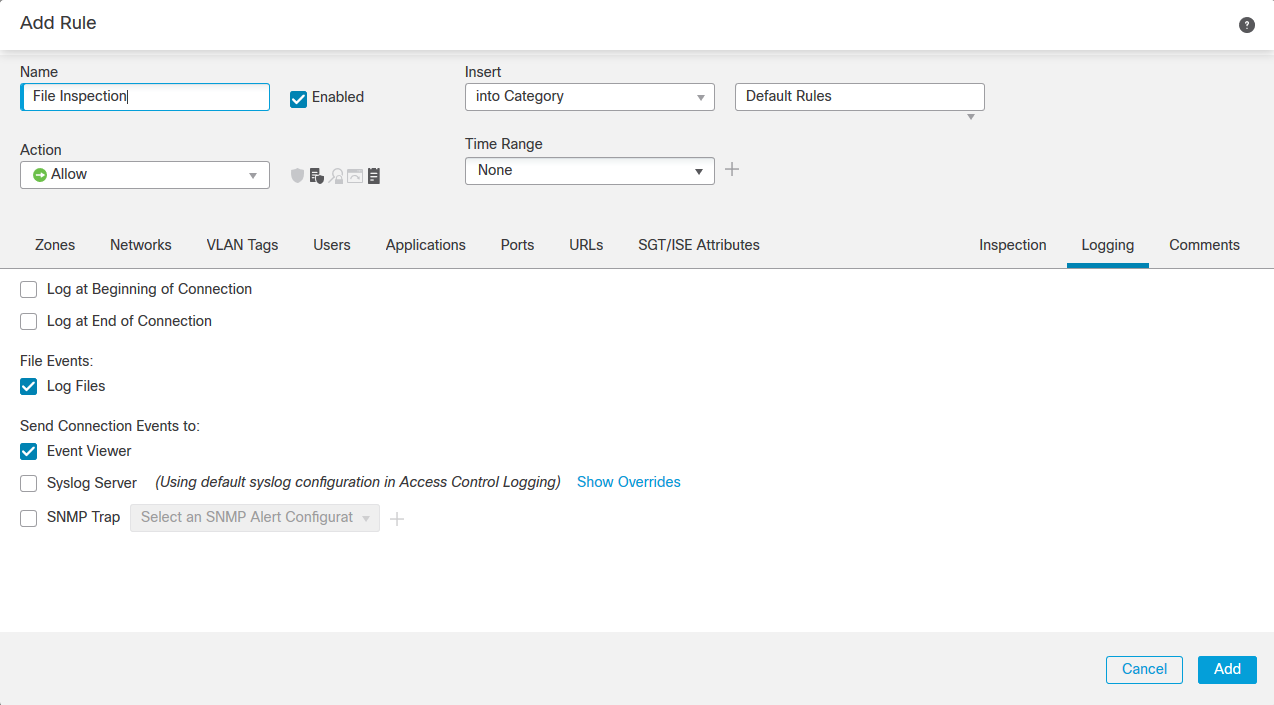 Add Rule
?
Name
Insert
File Inspection
Enabled
into Category
Default Rules
Action
Time Range
Allow
None
Zones Networks VLAN Tags Users Applications Ports URLs SGT/ISE Attributes Inspection Logging Comments
Log at Beginning of Connection
Log at End of Connection
File Events:
Log Files
Send Connection Events to:
Event Viewer
Syslog Server (Using default syslog configuration in Access Control Logging) Show Overrides
SNMP Trap Select an SNMP Alert Configurat
Cancel Add